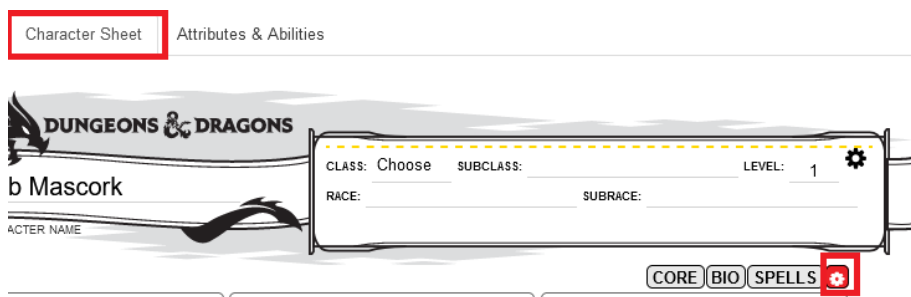 Character Sheet Attributes & Abilities
DUNGEONS & DRAGONS
CLASS: Choose SUBCLASS: LEVEL: 1
b Mascork
RACE: SUBRACE:
ACTER NAME
CORE BIO SPELLS